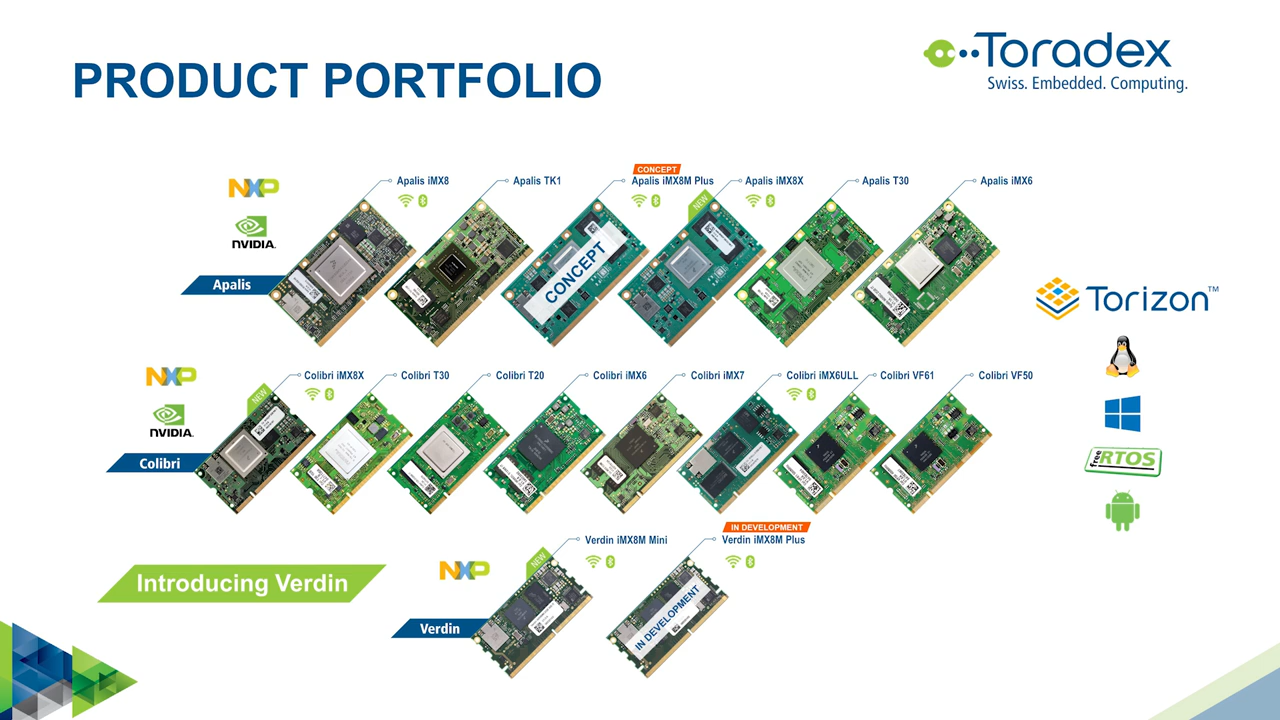 PRODUCT PORTFOLIO
Toradex
Swiss. Embedded. Computing.
NXP
NVIDIA.
Apalis
Apalis iMX8
Apalis TK1
CONCEPT
Apalis iMX8M Plus
CONCEPT
NEW
Apalis iMX8X
Apalis T30
Apalis iMX6
Torizon™
NXP
NVIDIA.
Colibri
NEW
Colibri iMX8X
Colibri T30
Colibri T20
Colibri iMX6
Colibri iMX7
Colibri iMX6ULL
Colibri VF61
Colibri VF50
free RTOS
Introducing Verdin
NXP
Verdin
NEW
Verdin iMX8M Mini
IN DEVELOPMENT
Verdin iMX8M Plus
IN DEVELOPMENT